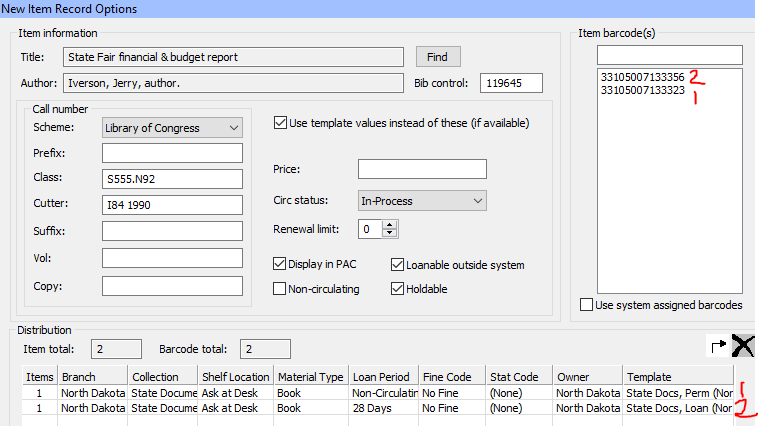 New Item Record Options
Item information
Title: State Fair financial & budget report Find
Author: Iverson, Jerry, author. Bib control: 119645
Call number
Scheme: Library of Congress
Prefix:
Class: S555.N92
Cutter: I84 1990
Suffix:
Vol:
Copy:
Use template values instead of these (if available)
Price:
Circ status: In-Process
Renewal limit: 0
Display in PAC Loanable outside system
Non-circulating Holdable
Item barcode(s)
33105007133356 2
33105007133323 1
Use system assigned barcodes
Distribution
Item total: 2 Barcode total: 2
Items Branch Collection Shelf Location Material Type Loan Period Fine Code Stat Code Owner Template
1 North Dakota State Docume Ask at Desk Book Non-Circulatin No Fine (None) North Dakota State Docs, Perm (Nor 1
1 North Dakota State Docume Ask at Desk Book 28 Days No Fine (None) North Dakota State Docs, Loan (Nor 2